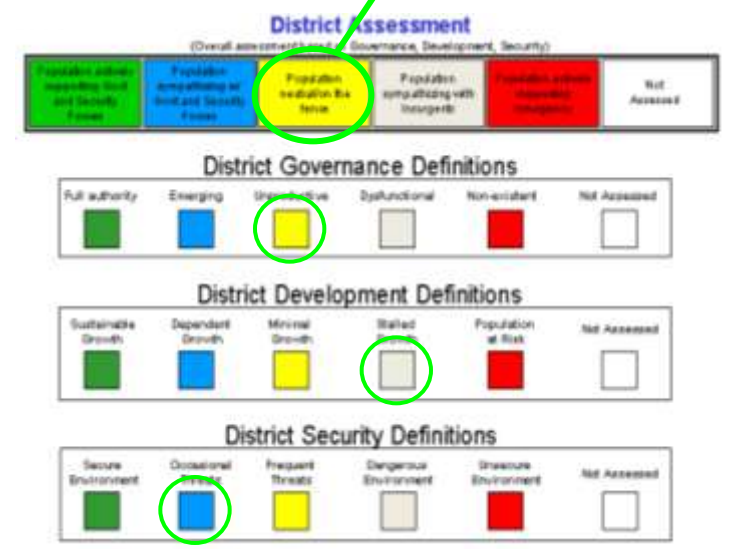 District Assessment
(Overall assessment based on Governance, Development, Security)
Population actively
supporting Govt
and Security
Forces
Population
sympathizing w/
Govt and Security
Forces
Population
neutral/on the
fence
Population
sympathizing with
Insurgents
Population actively
supporting
Insurgency
Not
Assessed
District Governance Definitions
Full authority
Emerging
Unproductive
Dysfunctional
Non-existent
Not Assessed
District Development Definitions
Sustainable
Growth
Dependent
Growth
Minimal
Growth
Stalled
Growth
Population
at Risk
Not Assessed
District Security Definitions
Secure
Environment
Occasional
Threats
Frequent
Threats
Dangerous
Environment
Unsecure
Environment
Not Assessed